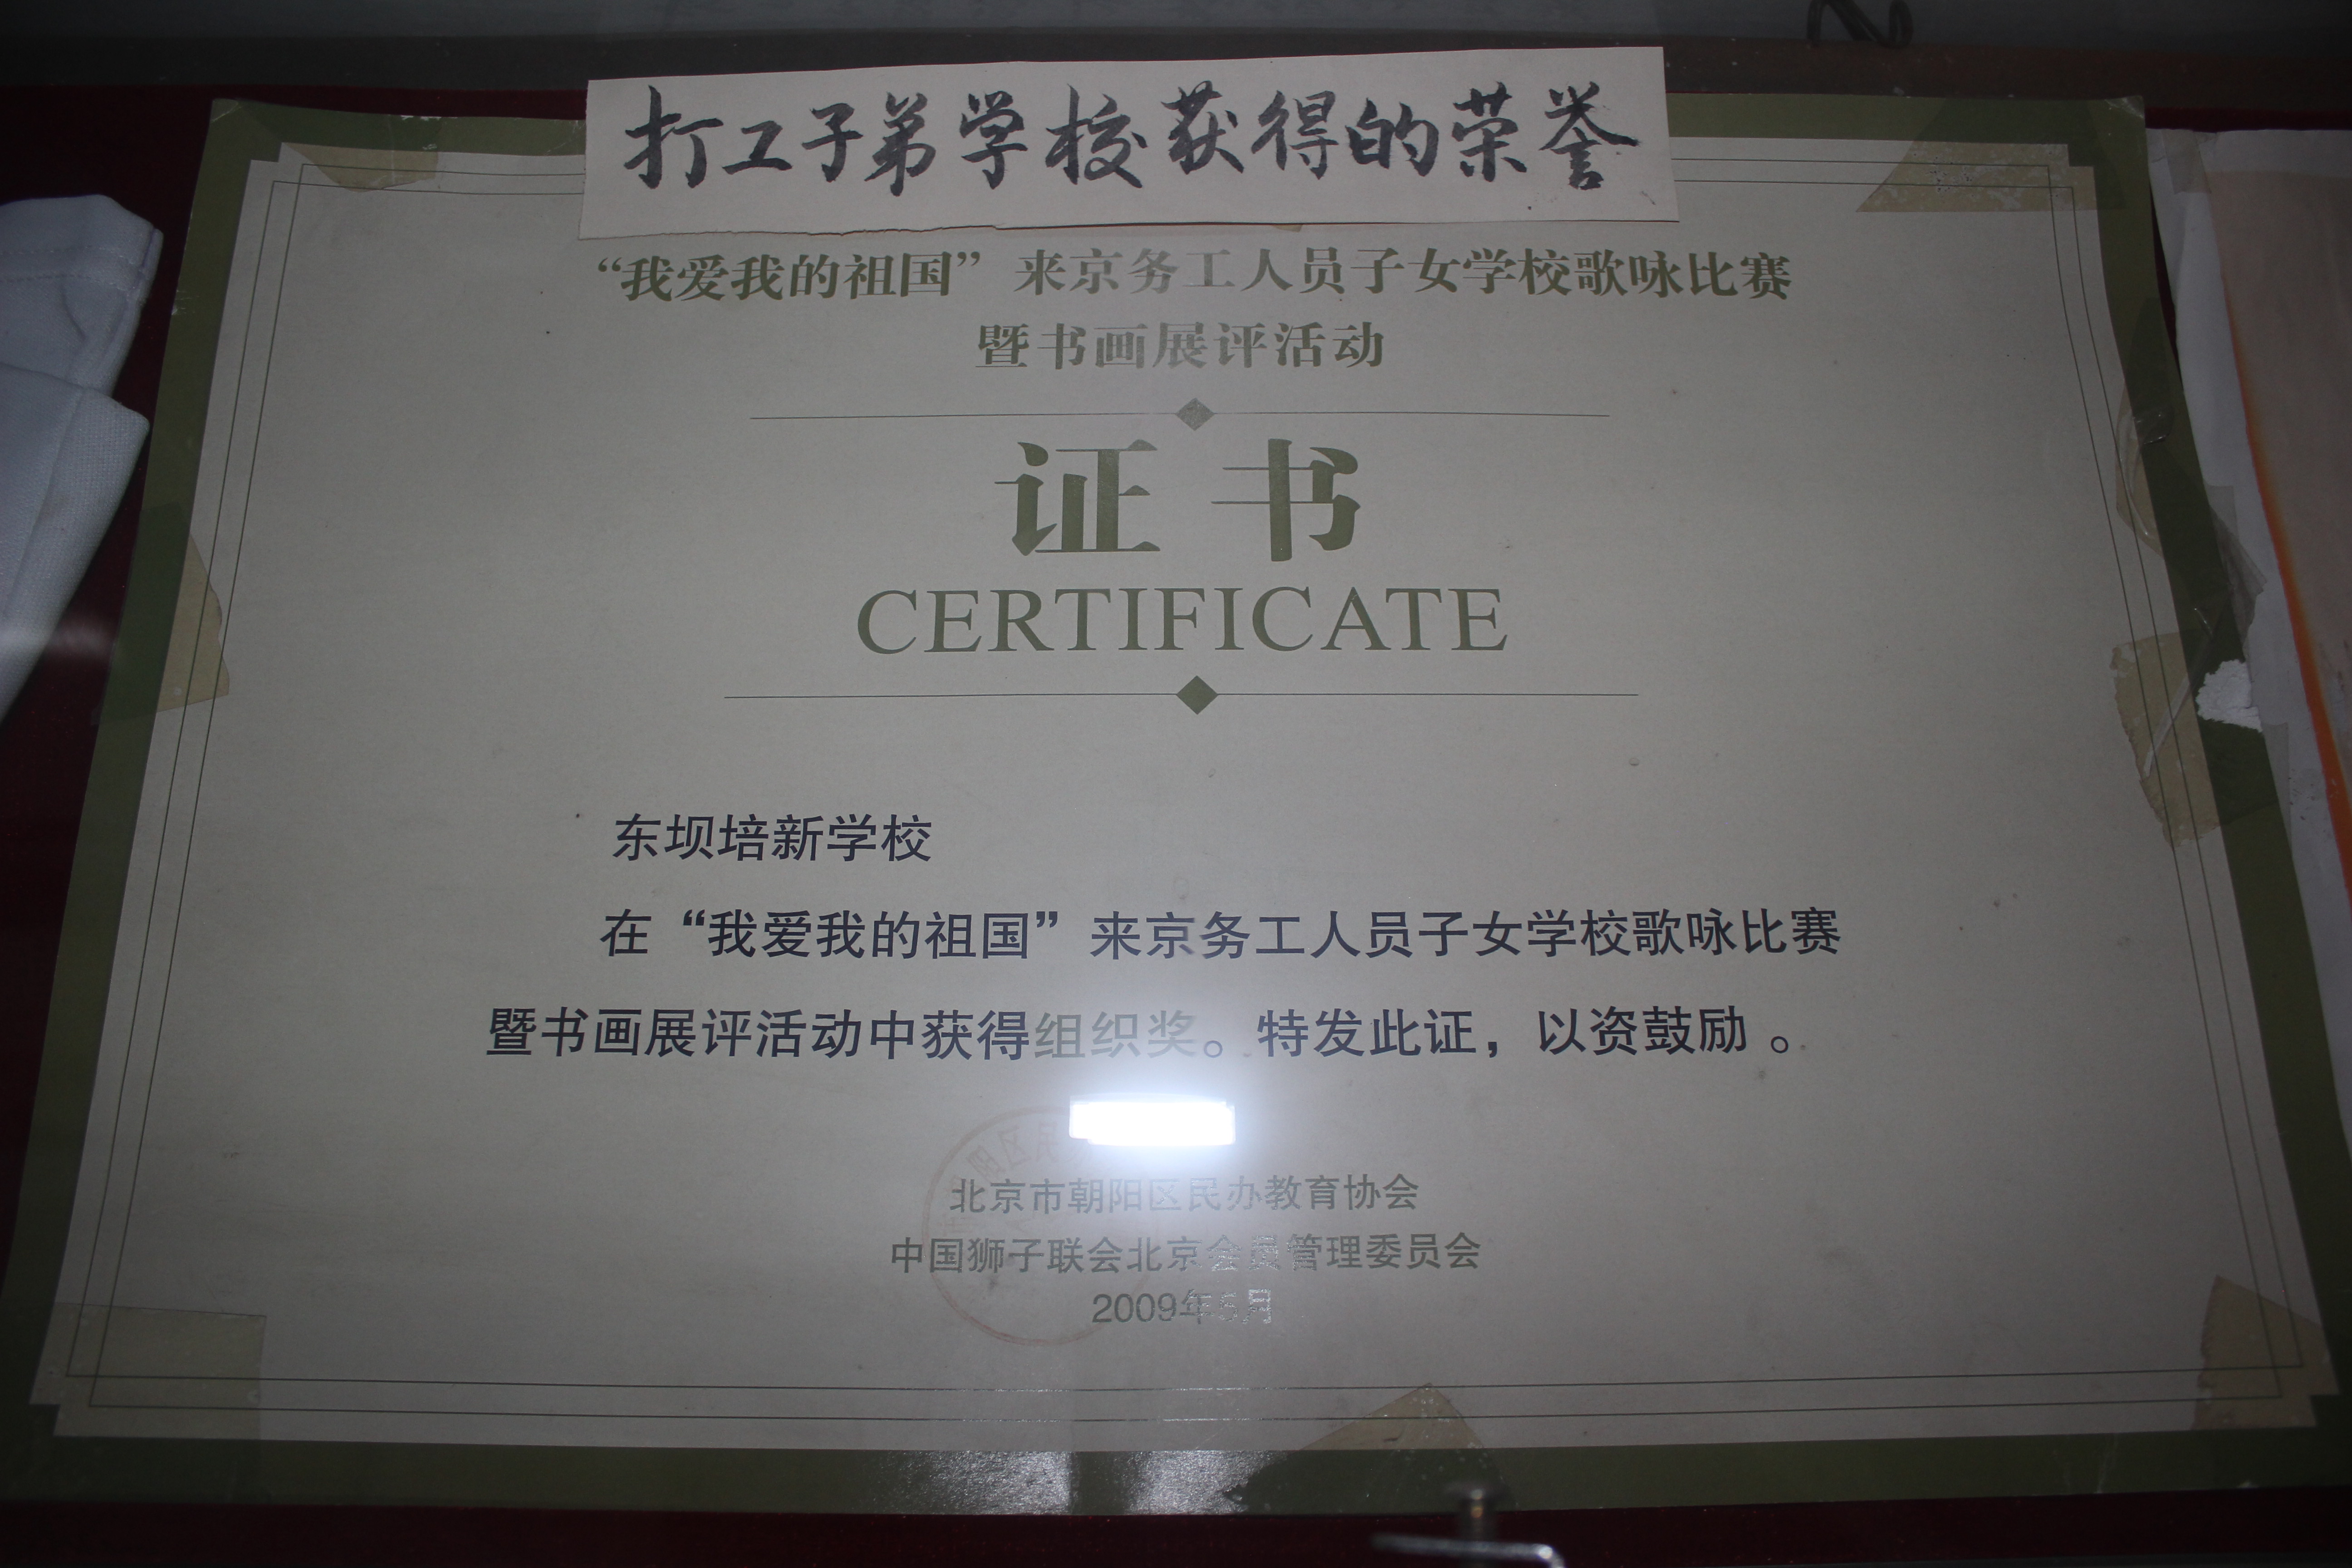 打工子弟学校获得的荣誉
“我爱我的祖国” 来京务工人员子女学校歌咏比赛
暨书画展评活动
证书
CERTIFICATE
东坝培新学校
在 “我爱我的祖国” 来京务工人员子女学校歌咏比赛
暨书画展评活动中获得组织奖。特发此证，以资鼓励 。
北京市朝阳区民办教育协会
中国狮子联会北京会员管理委员会
2009年5月